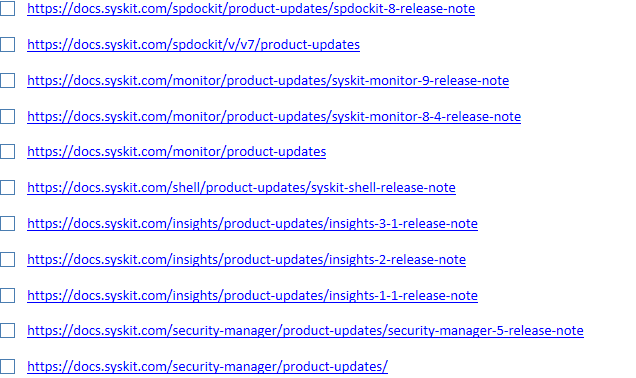 https://docs.syskit.com/spdockit/product-updates/spdockit-8-release-note
https://docs.syskit.com/spdockit/v/v7/product-updates
https://docs.syskit.com/monitor/product-updates/syskit-monitor-9-release-note
https://docs.syskit.com/monitor/product-updates/syskit-monitor-8-4-release-note
https://docs.syskit.com/monitor/product-updates
https://docs.syskit.com/shell/product-updates/syskit-shell-release-note
https://docs.syskit.com/insights/product-updates/insights-3-1-release-note
https://docs.syskit.com/insights/product-updates/insights-2-release-note
https://docs.syskit.com/insights/product-updates/insights-1-1-release-note
https://docs.syskit.com/security-manager/product-updates/security-manager-5-release-note
https://docs.syskit.com/security-manager/product-updates/